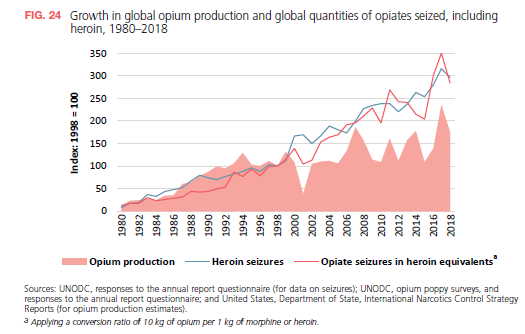 FIG. 24 Growth in global opium production and global quantities of opiates seized, including
heroin, 1980–2018
Index: 1998 = 100
350
300
250
200
150
100
50
0
1980
1982
1984
1986
1988
1990
1992
1994
1996
1998
2000
2002
2004
2006
2008
2010
2012
2014
2016
2018
Opium production
Heroin seizures
Opiate seizures in heroin equivalentsª
Sources: UNODC, responses to the annual report questionnaire (for data on seizures); UNODC, opium poppy surveys, and
responses to the annual report questionnaire; and United States, Department of State, International Narcotics Control Strategy
Reports (for opium production estimates).
ª Applying a conversion ratio of 10 kg of opium per 1 kg of morphine or heroin.